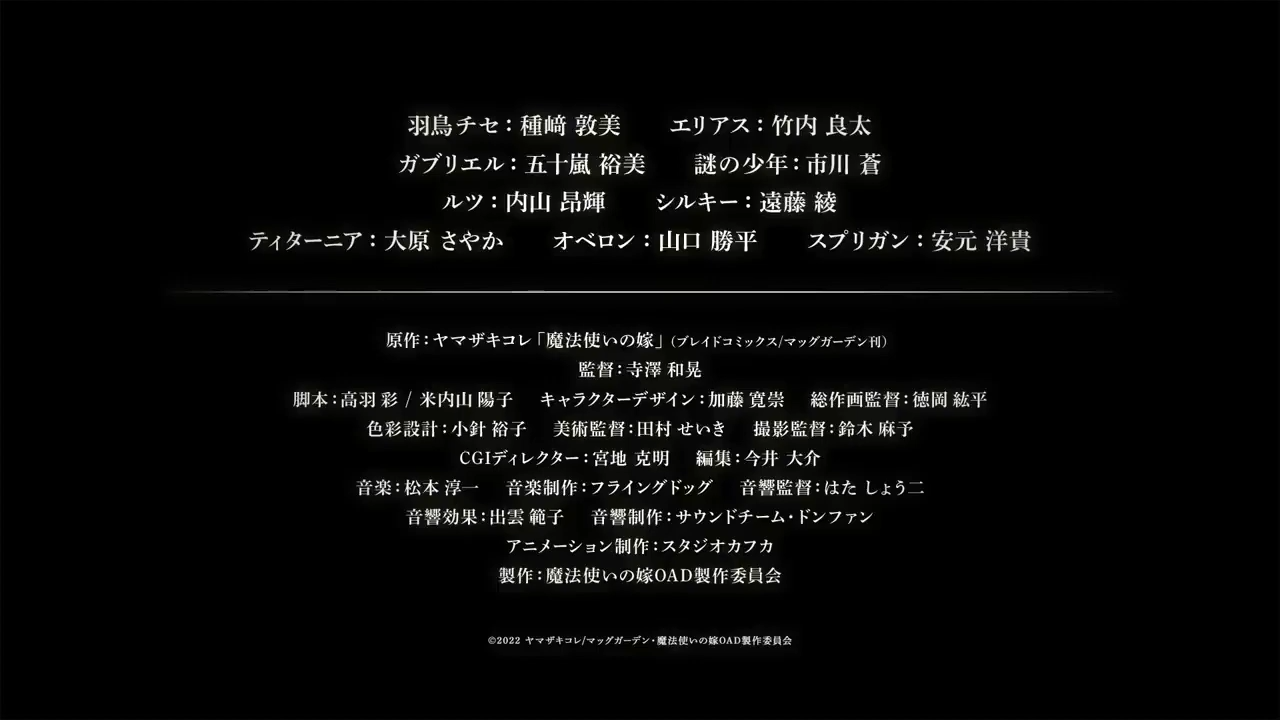 羽鳥チセ：種﨑 敦美　　エリアス：竹内 良太
ガブリエル：五十嵐 裕美　　謎の少年：市川 蒼
ルツ：内山 昂輝　　シルキー：遠藤 綾
ティターニア：大原 さやか　　オベロン：山口 勝平　　スプリガン：安元 洋貴
原作：ヤマザキコレ「魔法使いの嫁」（ブレイドコミックス/マッグガーデン刊）
監督：寺澤 和晃
脚本：高羽 彩 / 米内山 陽子　キャラクターデザイン：加藤 寛崇　総作画監督：徳岡 紘平
色彩設計：小針 裕子　美術監督：田村 せいき　撮影監督：鈴木 麻予
CGIディレクター：宮地 克明　編集：今井 大介
音楽：松本 淳一　音楽制作：フライングドッグ　音響監督：はた しょう二
音響効果：出雲 範子　音響制作：サウンドチーム・ドンファン
アニメーション制作：スタジオカフカ
製作：魔法使いの嫁OAD製作委員会
©2022 ヤマザキコレ/マッグガーデン・魔法使いの嫁OAD製作委員会